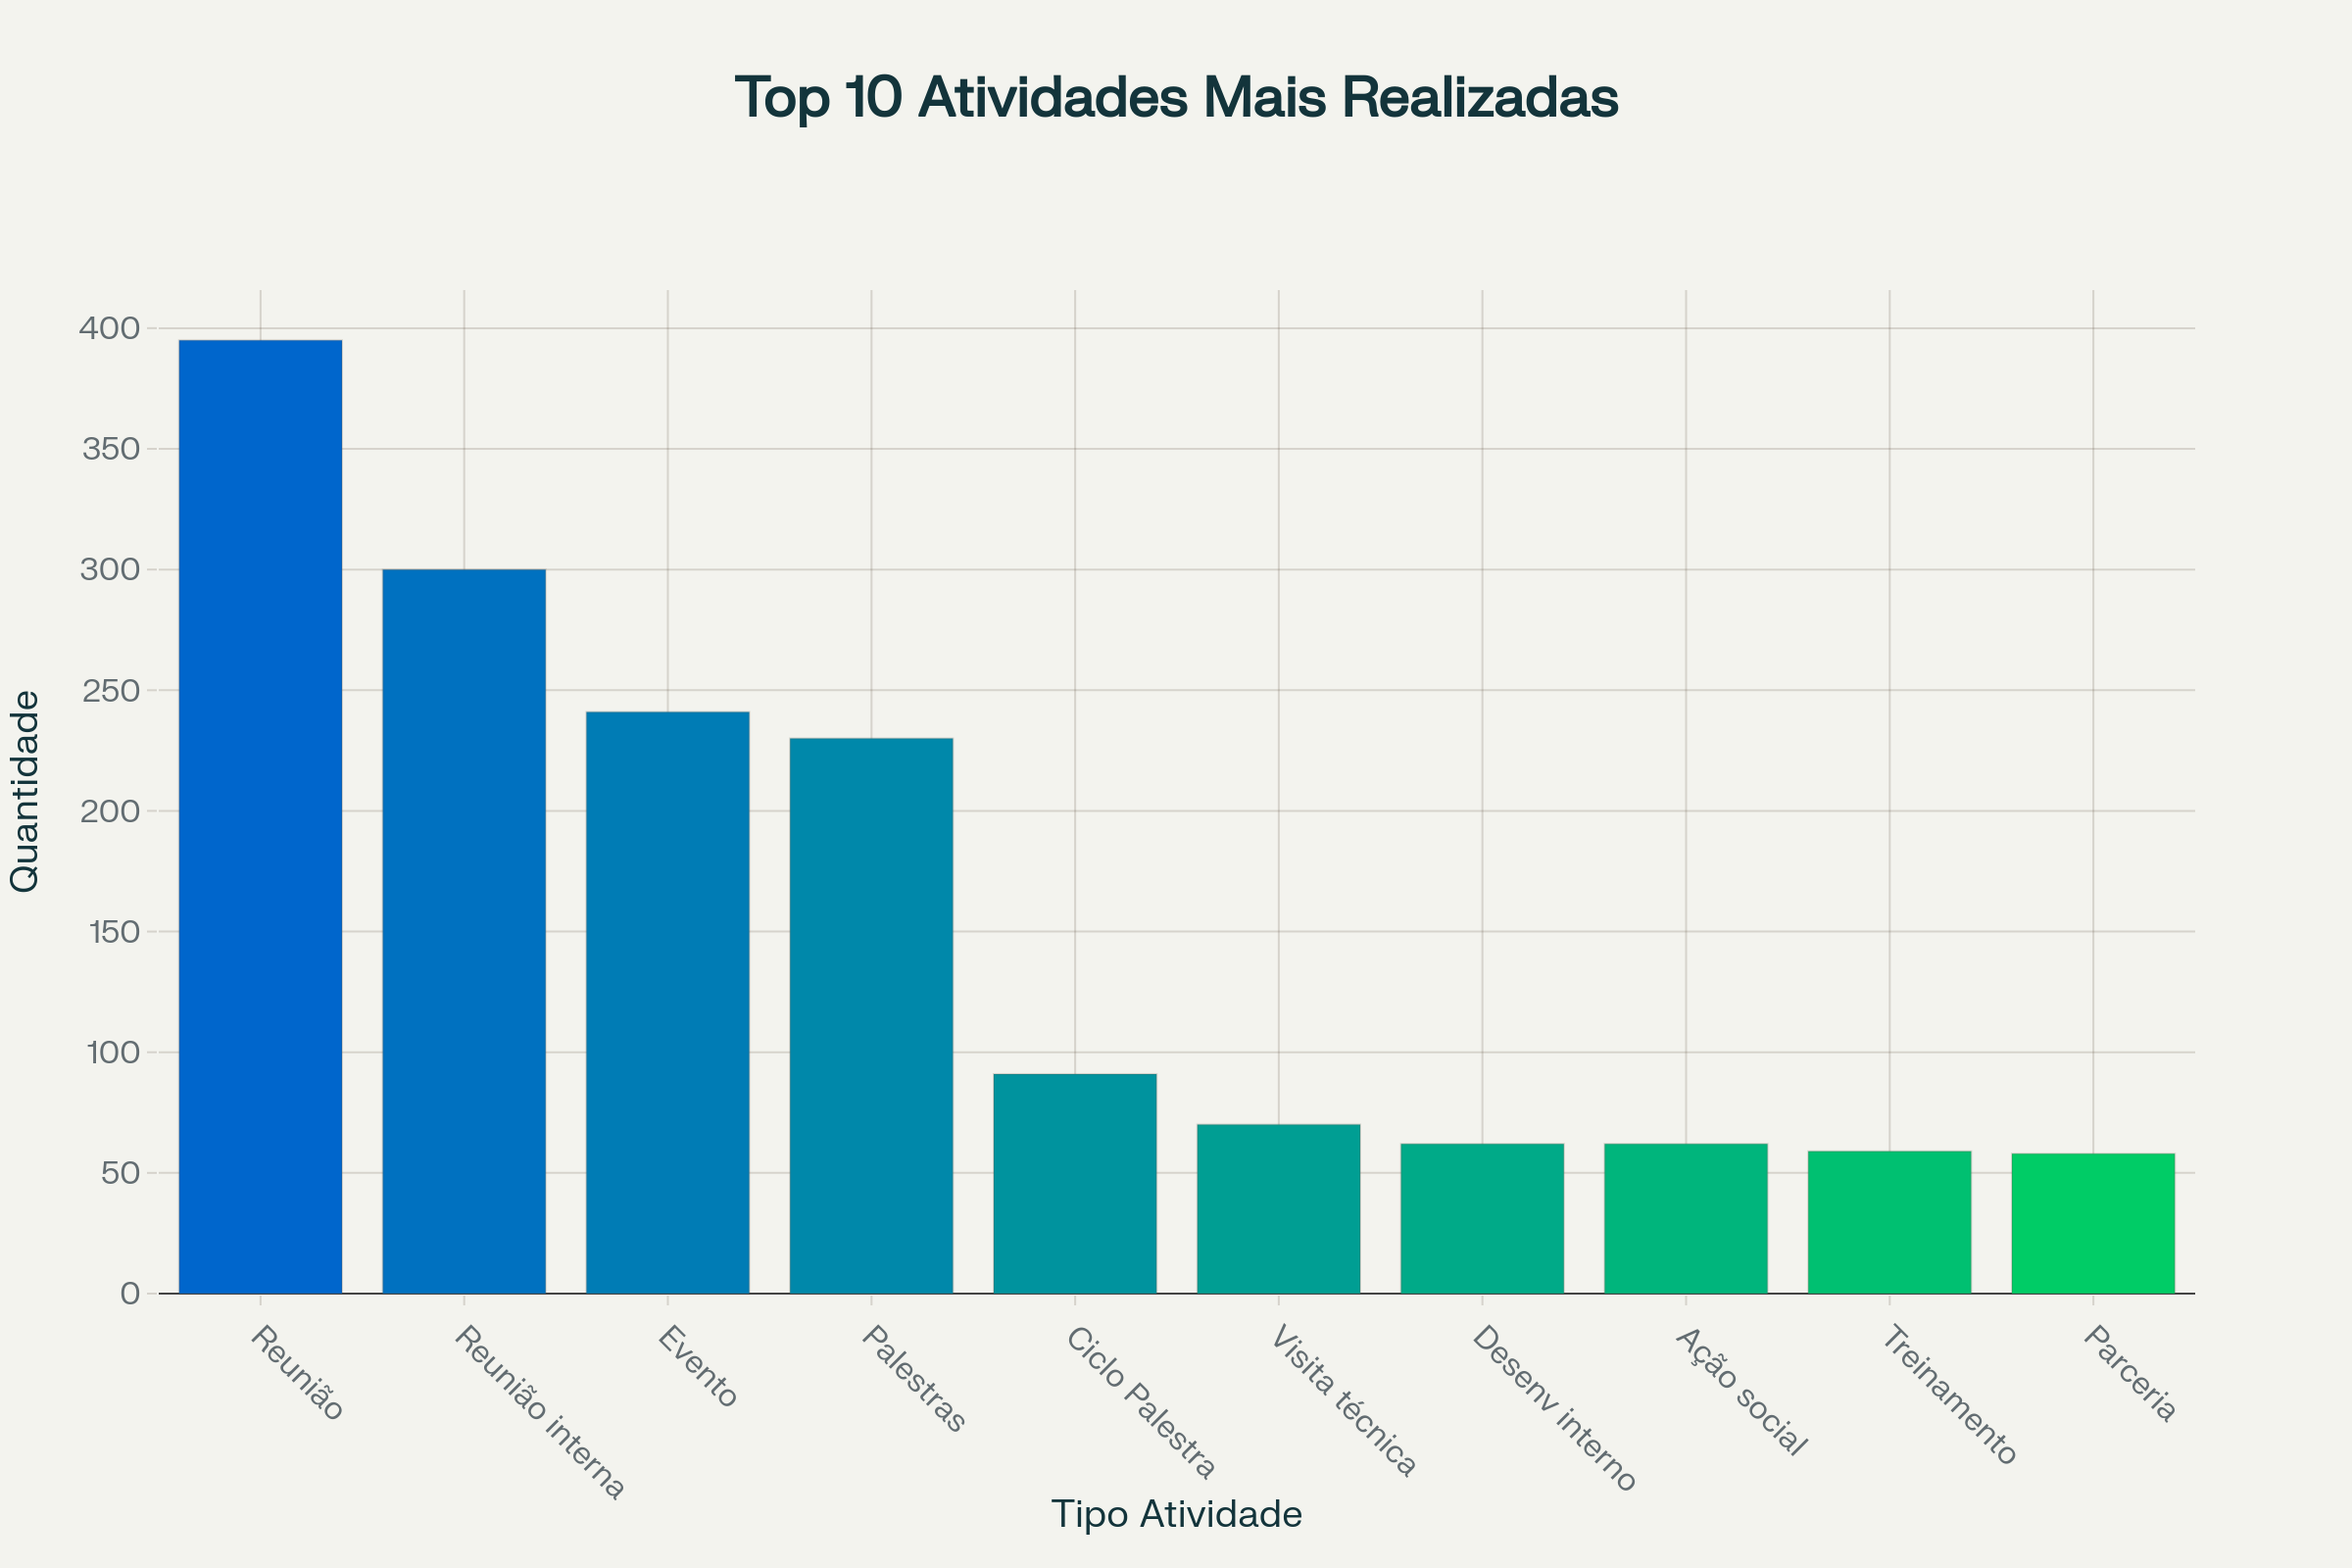 Top 10 Atividades Mais Realizadas
400
350
300
250
200
150
100
50
0
Quantidade
Reunião
Reunião interna
Evento
Palestras
Ciclo Palestra
Visita técnica
Desenv interno
Ação social
Treinamento
Parceria
Tipo Atividade